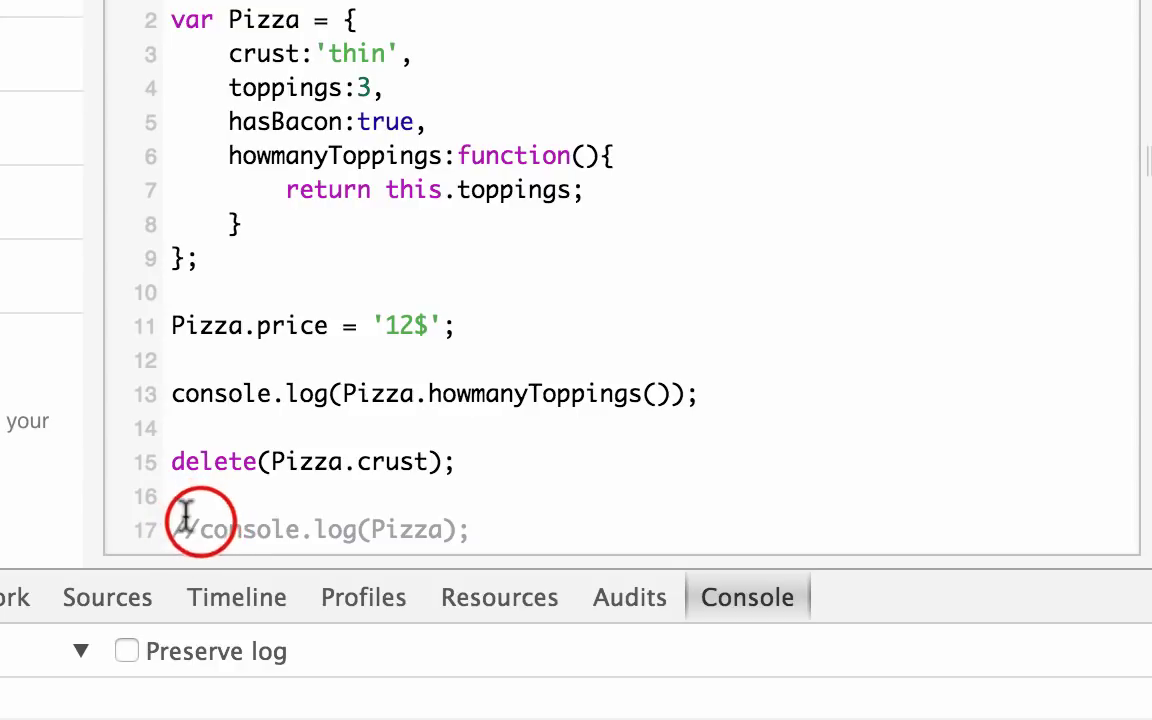 2 var Pizza = {
3 crust:'thin',
4 toppings:3,
5 hasBacon:true,
6 howmanyToppings:function(){
7 return this.toppings;
8 }
9 };
10
11 Pizza.price = '12$';
12
13 console.log(Pizza.howmanyToppings());
14
your
15 delete(Pizza.crust);
16
17 //console.log(Pizza);
ork Sources Timeline Profiles Resources Audits Console
▼ Preserve log